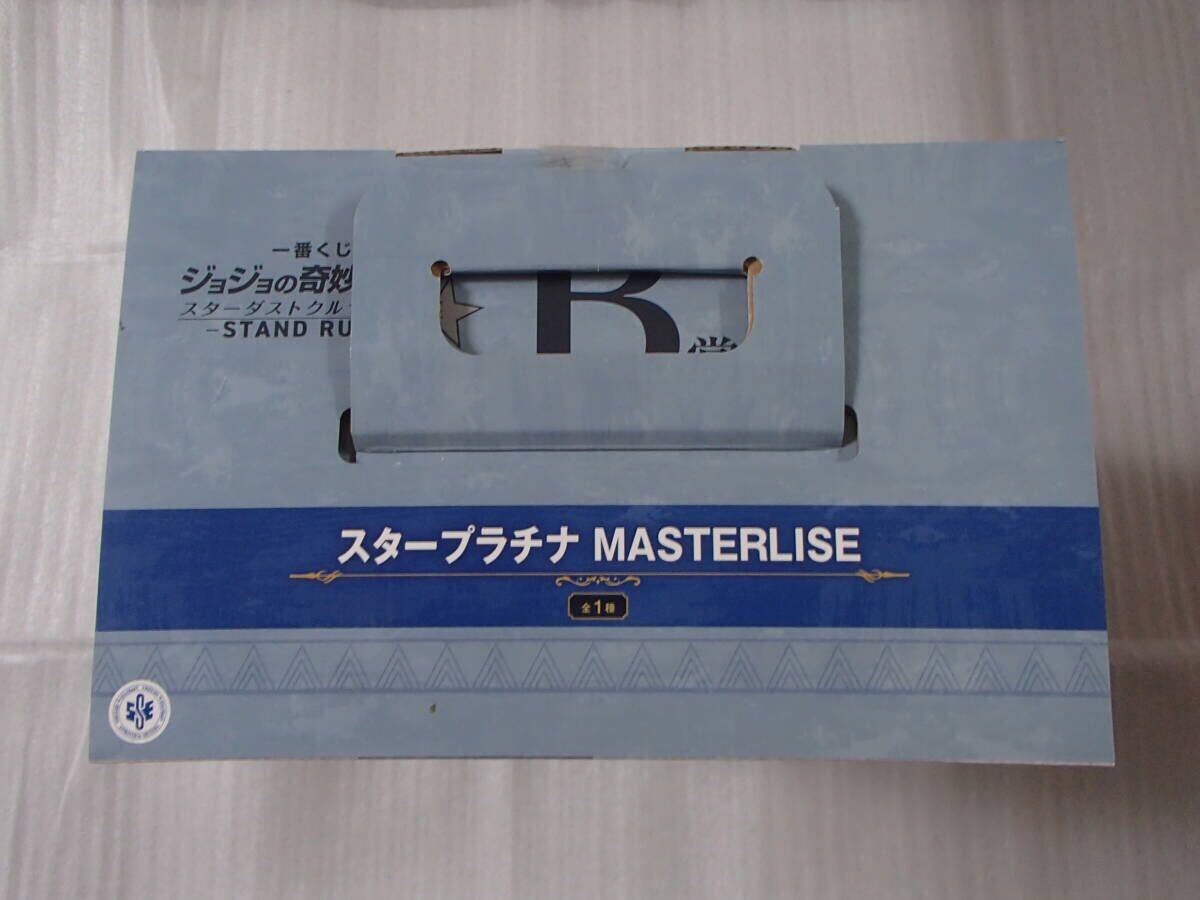 一番くじ
ジョジョの奇妙
スターダストクル
-STAND RU
B
賞
スタープラチナ MASTERLISE
全1種